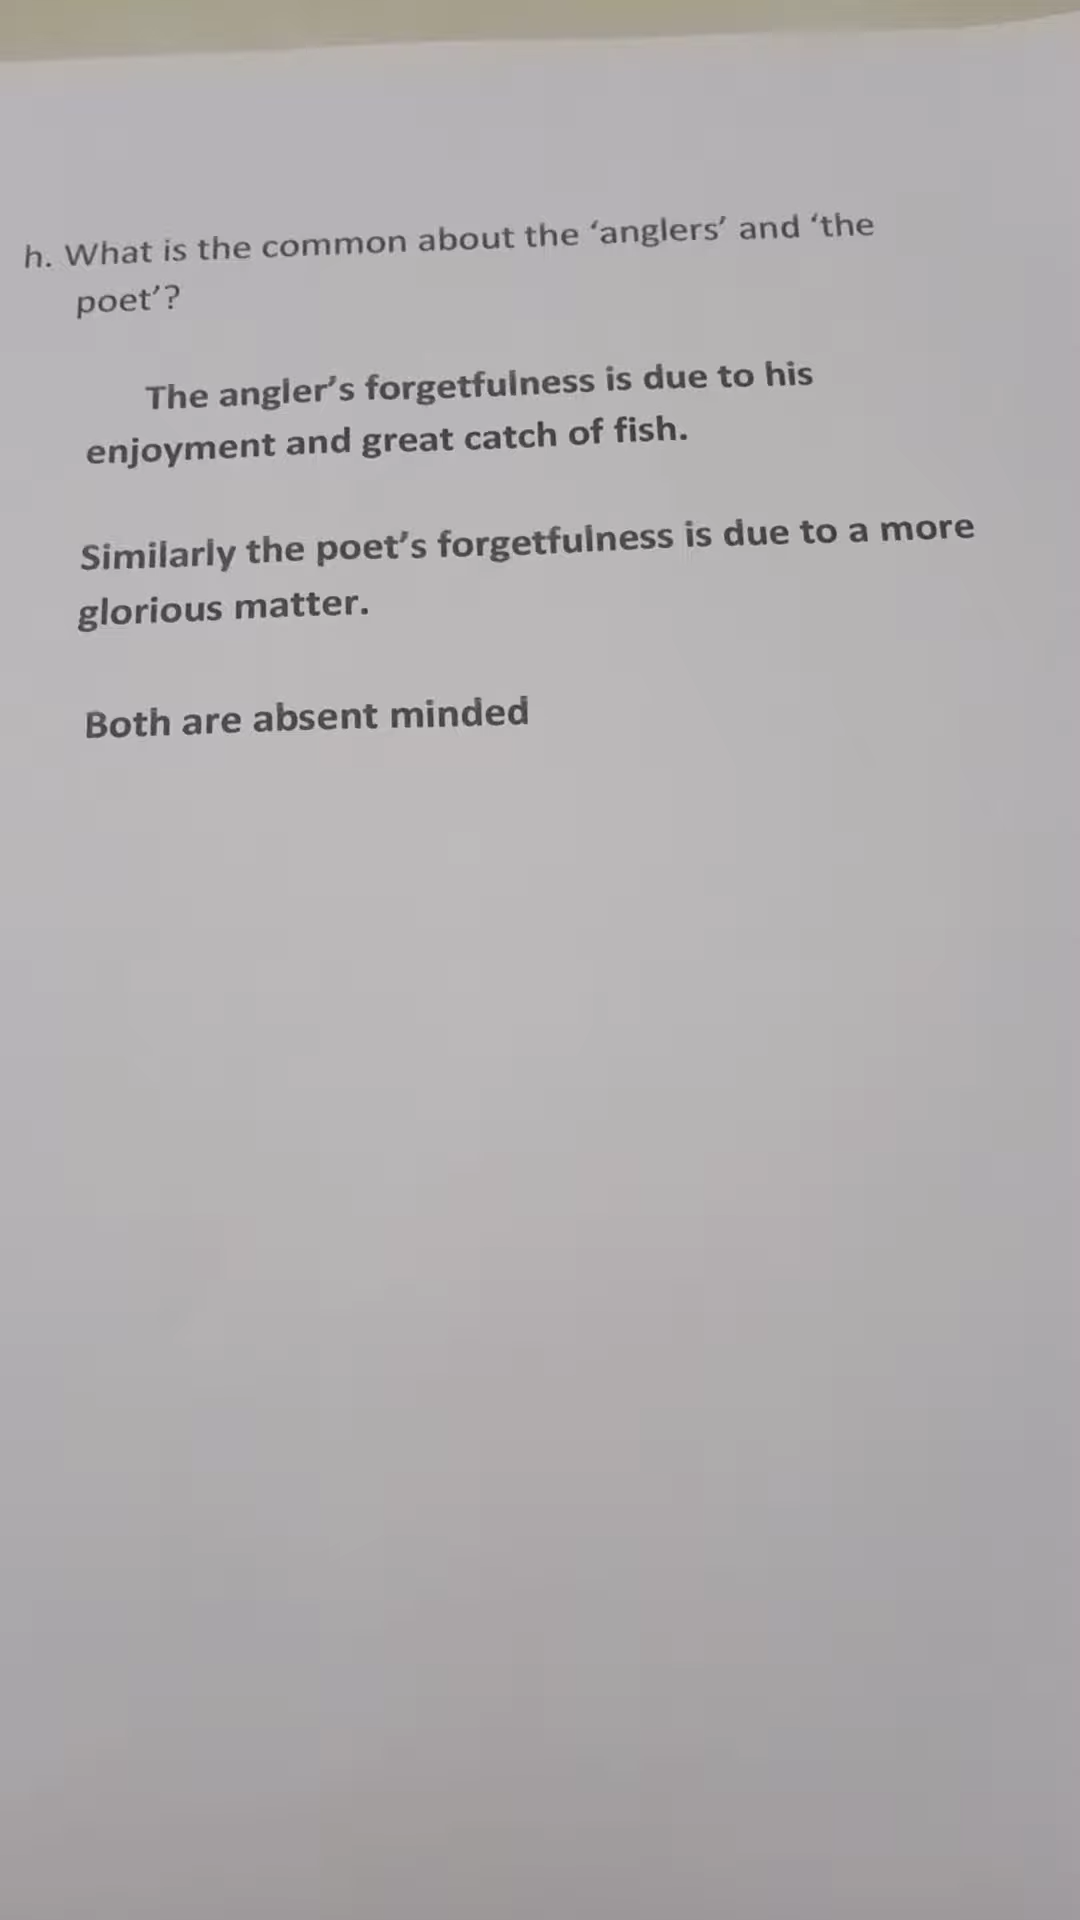 h. What is the common about the ‘anglers’ and ‘the
poet’?
The angler’s forgetfulness is due to his
enjoyment and great catch of fish.
Similarly the poet’s forgetfulness is due to a more
glorious matter.
Both are absent minded